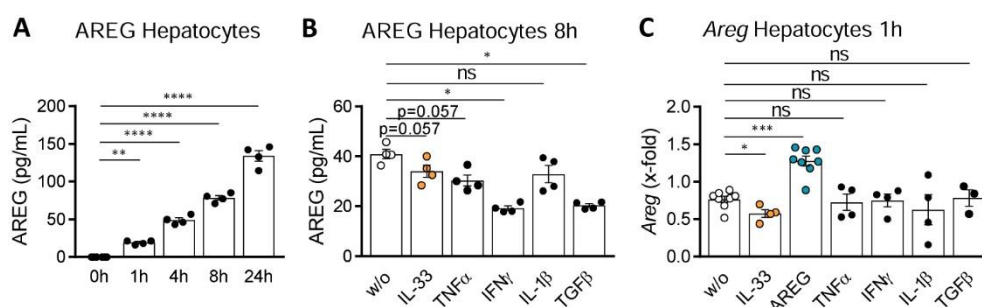 A AREG Hepatocytes
****
****
****
**
AREG (pg/mL)
200
150
100
50
0
0h 1h 4h 8h 24h
B AREG Hepatocytes 8h
*
ns
*
p=0.057
p=0.057
AREG (pg/mL)
60
40
20
0
w/o IL-33 TNFα IFNγ IL-1β TGFβ
C Areg Hepatocytes 1h
ns
ns
ns
ns
***
*
Areg (x-fold)
2.0
1.5
1.0
0.5
0.0
w/o IL-33 AREG TNFα IFNγ IL-1β TGFβ